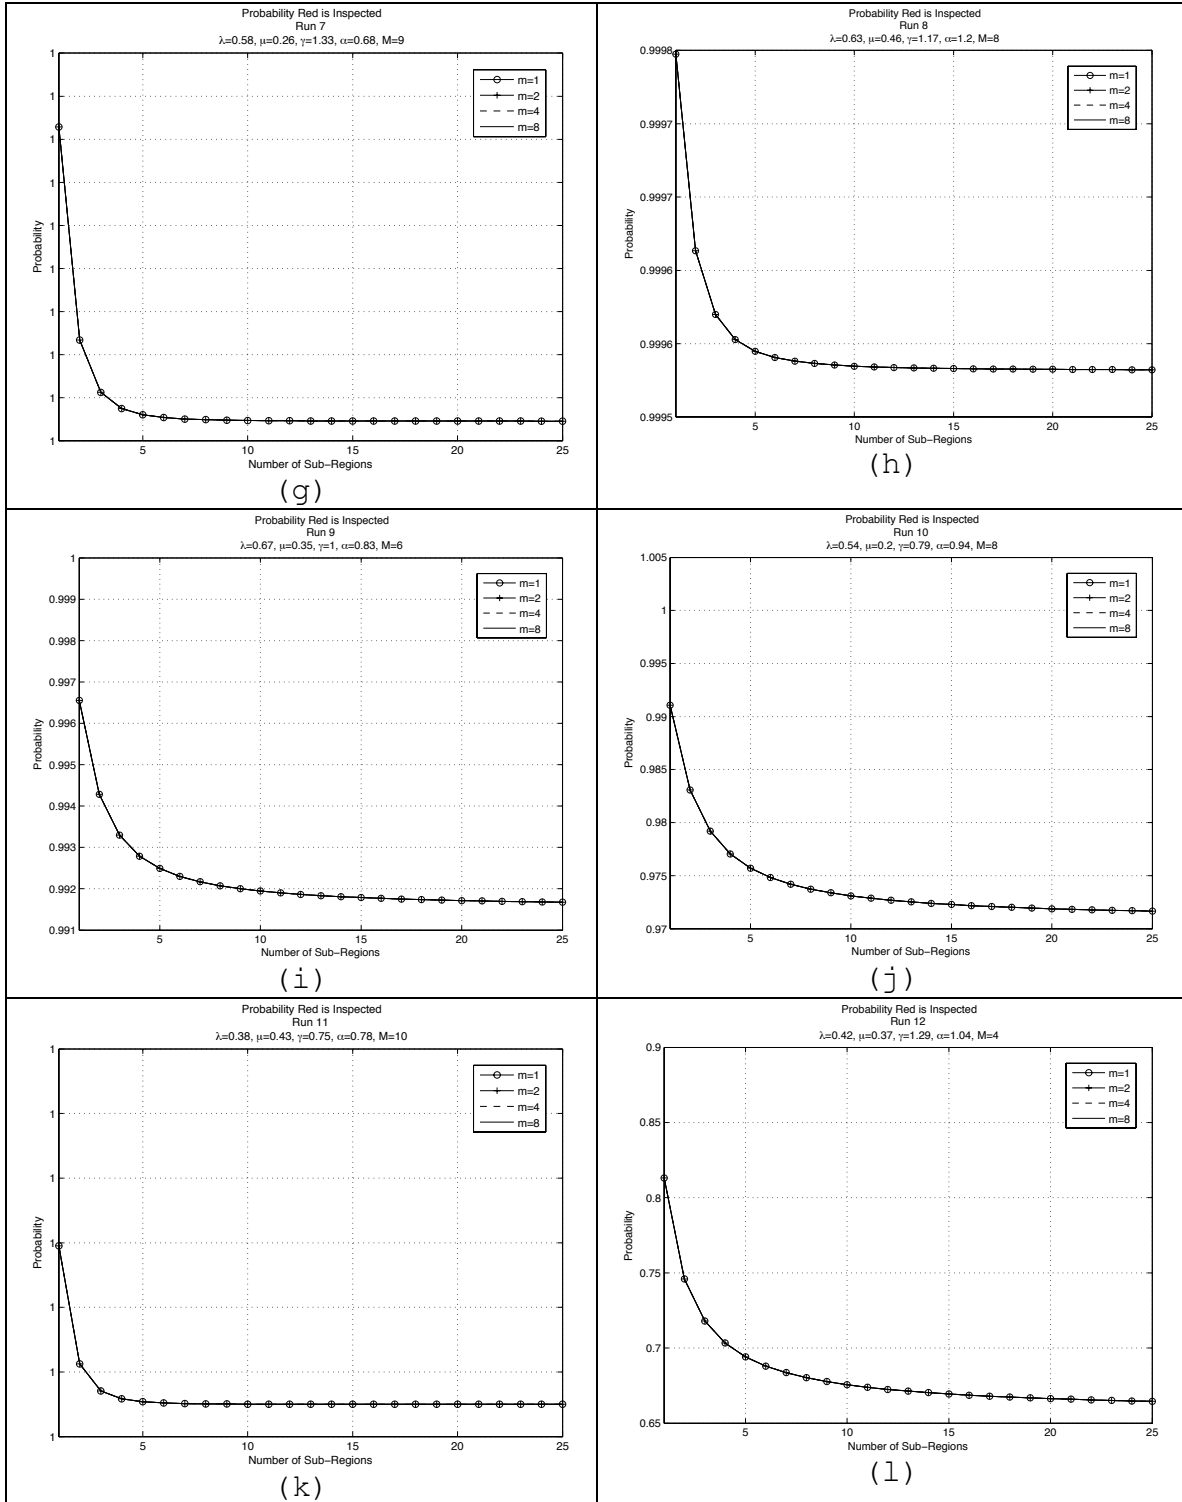 Probability Red is Inspected
Run 7
λ=0.58, μ=0.26, γ=1.33, α=0.68, M=9
1
1
1
1
1
1
1
1
1
1
Probability
m=1
m=2
m=4
m=8
5
10
15
20
25
Number of Sub-Regions
(g)
Probability Red is Inspected
Run 8
λ=0.63, μ=0.46, γ=1.17, α=1.2, M=8
0.9998
0.9997
0.9997
0.9996
0.9996
0.9995
Probability
m=1
m=2
m=4
m=8
5
10
15
20
25
Number of Sub-Regions
(h)
Probability Red is Inspected
Run 9
λ=0.67, μ=0.35, γ=1, α=0.83, M=6
1
0.999
0.998
0.997
0.996
0.995
0.994
0.993
0.992
0.991
Probability
m=1
m=2
m=4
m=8
5
10
15
20
25
Number of Sub-Regions
(i)
Probability Red is Inspected
Run 10
λ=0.54, μ=0.2, γ=0.79, α=0.94, M=8
1.005
1
0.995
0.99
0.985
0.98
0.975
0.97
Probability
m=1
m=2
m=4
m=8
5
10
15
20
25
Number of Sub-Regions
(j)
Probability Red is Inspected
Run 11
λ=0.38, μ=0.43, γ=0.75, α=0.78, M=10
1
1
1
1
1
1
1
Probability
m=1
m=2
m=4
m=8
5
10
15
20
25
Number of Sub-Regions
(k)
Probability Red is Inspected
Run 12
λ=0.42, μ=0.37, γ=1.29, α=1.04, M=4
0.9
0.85
0.8
0.75
0.7
0.65
Probability
m=1
m=2
m=4
m=8
5
10
15
20
25
Number of Sub-Regions
(l)